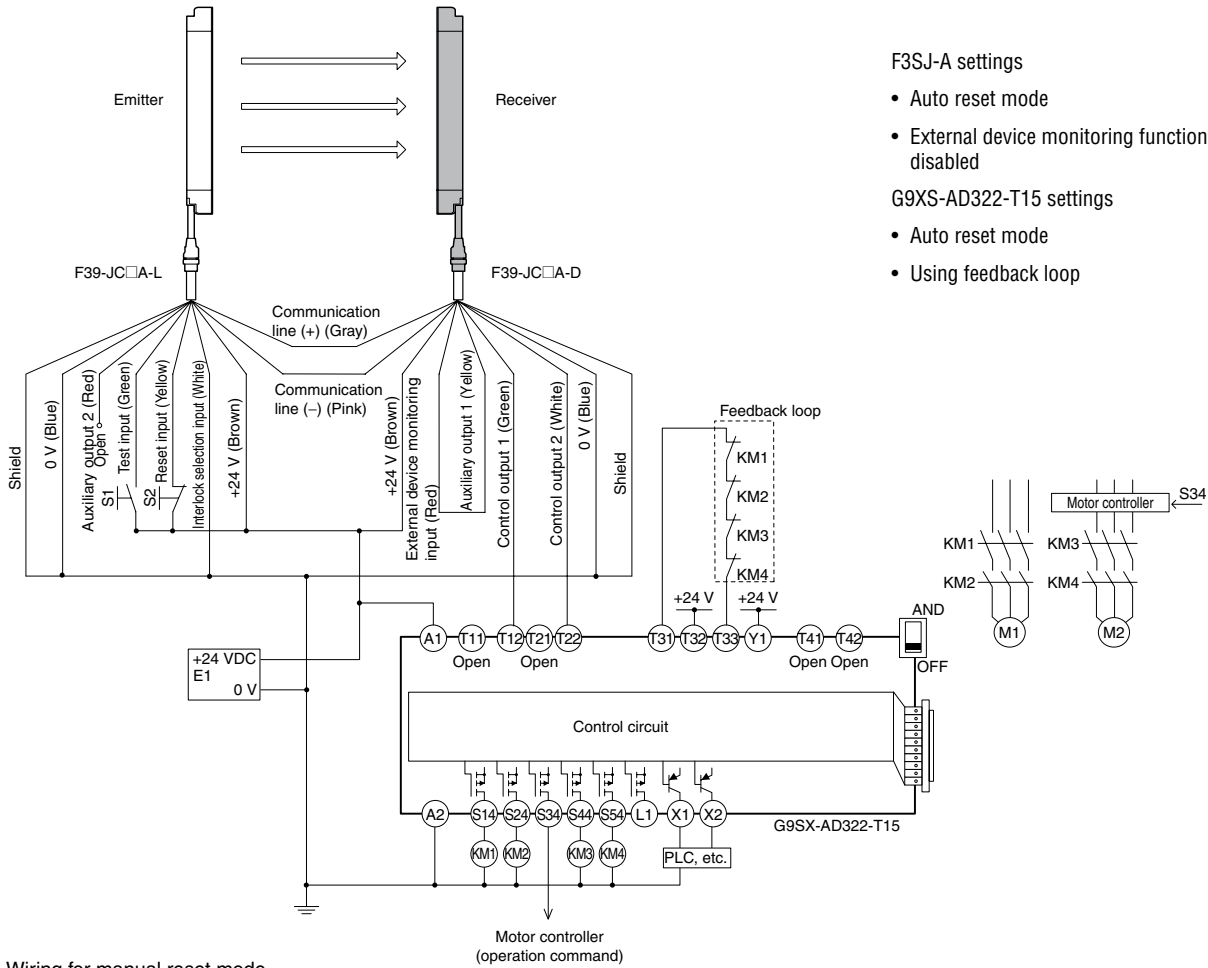 Emitter
Receiver
F3SJ-A settings
• Auto reset mode
• External device monitoring function
disabled
G9XS-AD322-T15 settings
• Auto reset mode
• Using feedback loop
F39-JC□A-L
F39-JC□A-D
Communication
line (+) (Gray)
Communication
line (–) (Pink)
Shield
0 V (Blue)
Auxiliary output 2 (Red)
Open
Test input (Green)
S1
Reset input (Yellow)
S2
Interlock selection input (White)
+24 V (Brown)
+24 V (Brown)
External device monitoring
input (Red)
Auxiliary output 1 (Yellow)
Control output 1 (Green)
Control output 2 (White)
0 V (Blue)
Shield
Feedback loop
KM1
KM2
KM3
KM4
Motor controller
S34
KM1
KM2
KM3
KM4
M1
M2
+24 V
+24 V
AND
OFF
A1
T11
T12
T21
T22
T31
T32
T33
Y1
T41
T42
Open
Open
Open
Open
+24 VDC
E1
0 V
Control circuit
A2
S14
S24
S34
S44
S54
L1
X1
X2
G9SX-AD322-T15
KM1
KM2
KM3
KM4
PLC, etc.
Motor controller
(operation command)
Wiring for manual reset mode